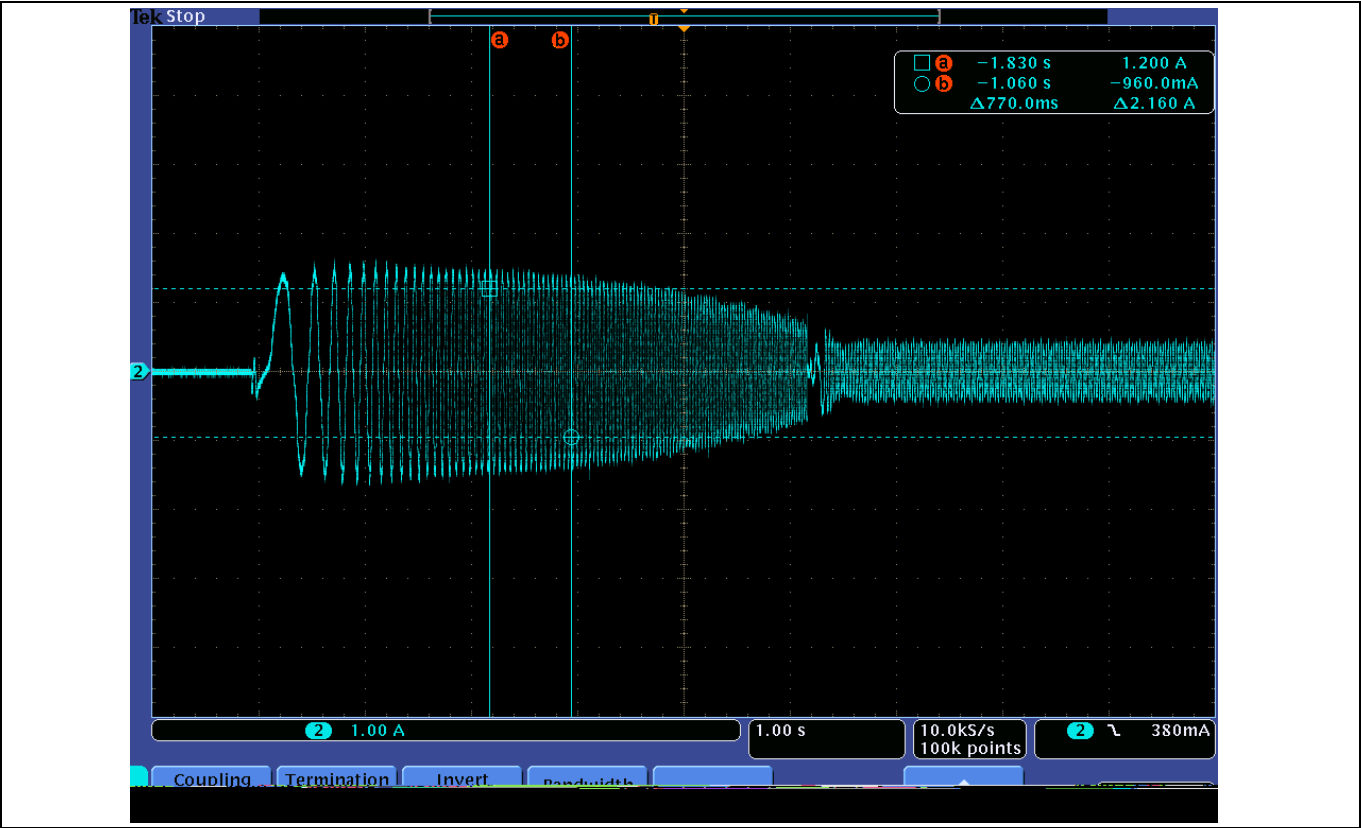 Tek Stop
T
a b
a −1.830 s 1.200 A
b −1.060 s −960.0mA
Δ770.0ms Δ2.160 A
2
2 1.00 A 1.00 s 10.0kS/s 2 380mA
100k points
Coupling Termination Invert Bandwidth